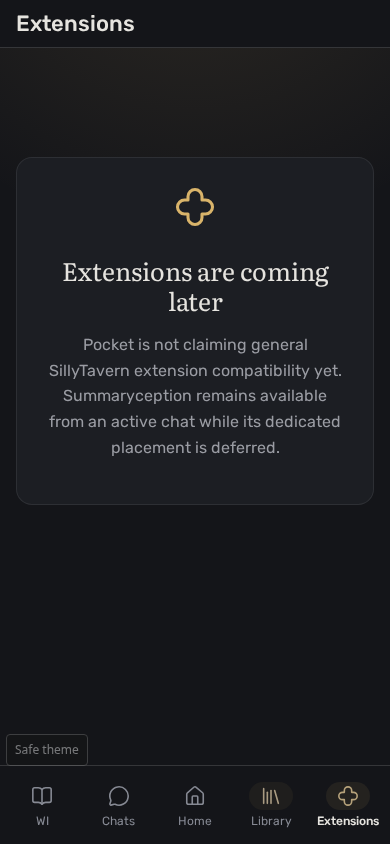 Extensions
Extensions are coming
later
Pocket is not claiming general
SillyTavern extension compatibility yet.
Summaryception remains available
from an active chat while its dedicated
placement is deferred.
Safe theme
WI
Chats
Home
Library
Extensions